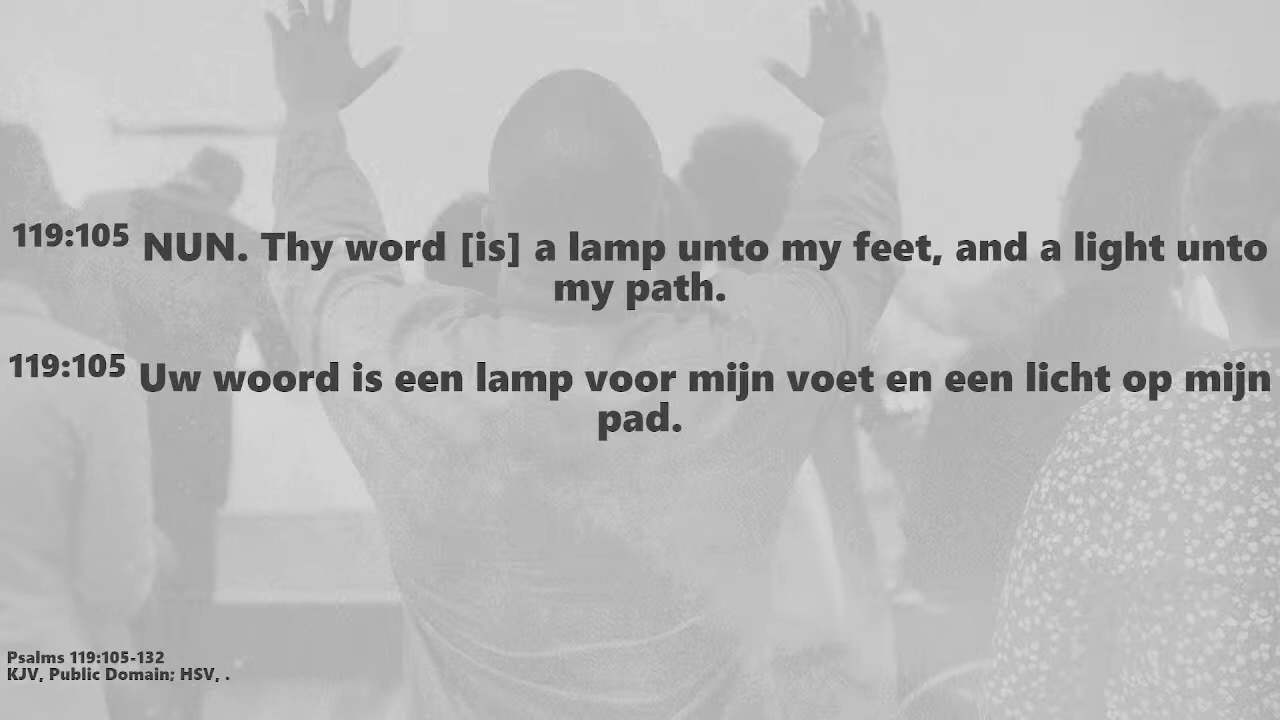 119:105 NUN. Thy word [is] a lamp unto my feet, and a light unto
my path.
119:105 Uw woord is een lamp voor mijn voet en een licht op mijn
pad.
Psalms 119:105-132
KJV, Public Domain; HSV, .